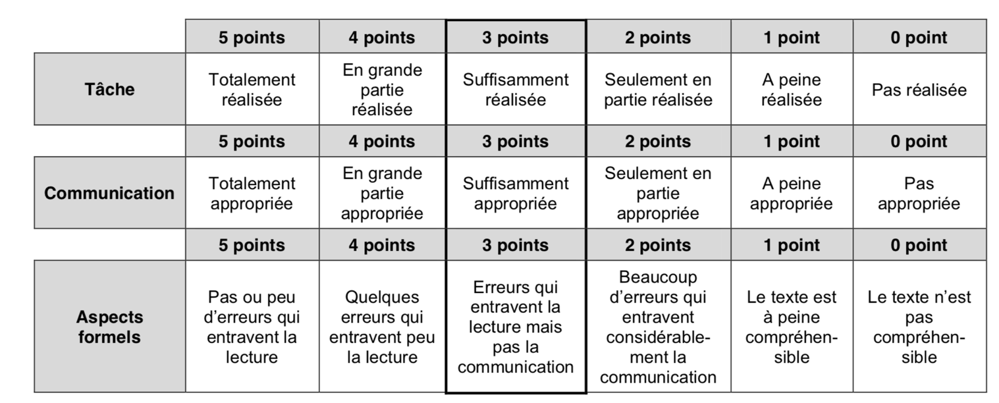 5 points 4 points 3 points 2 points 1 point 0 point
Tâche
Totalement
réalisée
En grande
partie
réalisée
Suffisamment
réalisée
Seulement en
partie réalisée
A peine
réalisée
Pas réalisée
5 points 4 points 3 points 2 points 1 point 0 point
Communication
Totalement
appropriée
En grande
partie
appropriée
Suffisamment
appropriée
Seulement en
partie
appropriée
A peine
appropriée
Pas
appropriée
5 points 4 points 3 points 2 points 1 point 0 point
Aspects
formels
Pas ou peu
d’erreurs qui
entravent la
lecture
Quelques
erreurs qui
entravent peu
la lecture
Erreurs qui
entravent la
lecture mais
pas la
communication
Beaucoup
d’erreurs qui
entravent
considérable-
ment la
communication
Le texte est
à peine
compréhen-
sible
Le texte n’est
pas
compréhen-
sible